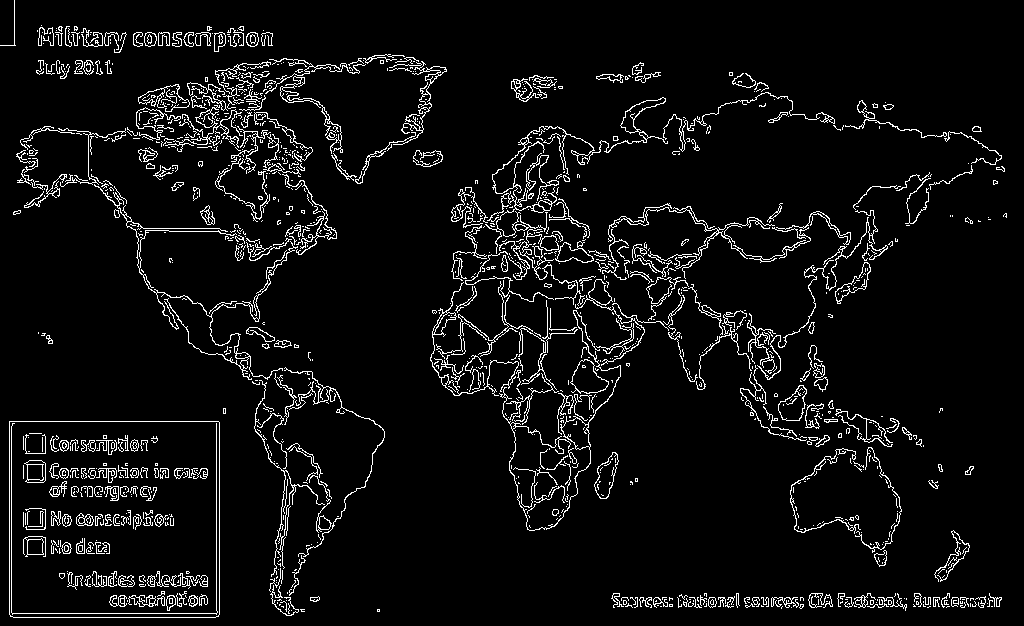 Military conscription
July 2011
Conscription*
Conscription in case
of emergency
No conscription
No data
*Includes selective
conscription
Sources: National sources; CIA Factbook; Bundeswehr